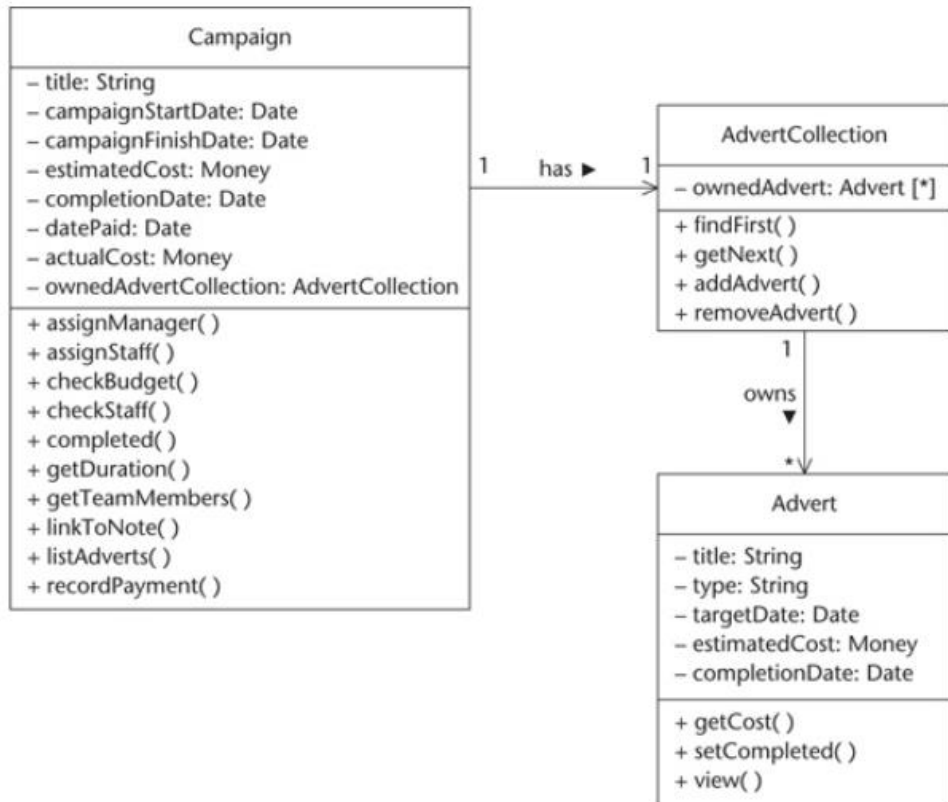 Campaign
– title: String
– campaignStartDate: Date
– campaignFinishDate: Date
– estimatedCost: Money
– completionDate: Date
– datePaid: Date
– actualCost: Money
– ownedAdvertCollection: AdvertCollection
+ assignManager( )
+ assignStaff( )
+ checkBudget( )
+ checkStaff( )
+ completed( )
+ getDuration( )
+ getTeamMembers( )
+ linkToNote( )
+ listAdverts( )
+ recordPayment( )
1 has ▶ 1
AdvertCollection
– ownedAdvert: Advert [*]
+ findFirst( )
+ getNext( )
+ addAdvert( )
+ removeAdvert( )
1
owns
▼
*
Advert
– title: String
– type: String
– targetDate: Date
– estimatedCost: Money
– completionDate: Date
+ getCost( )
+ setCompleted( )
+ view( )